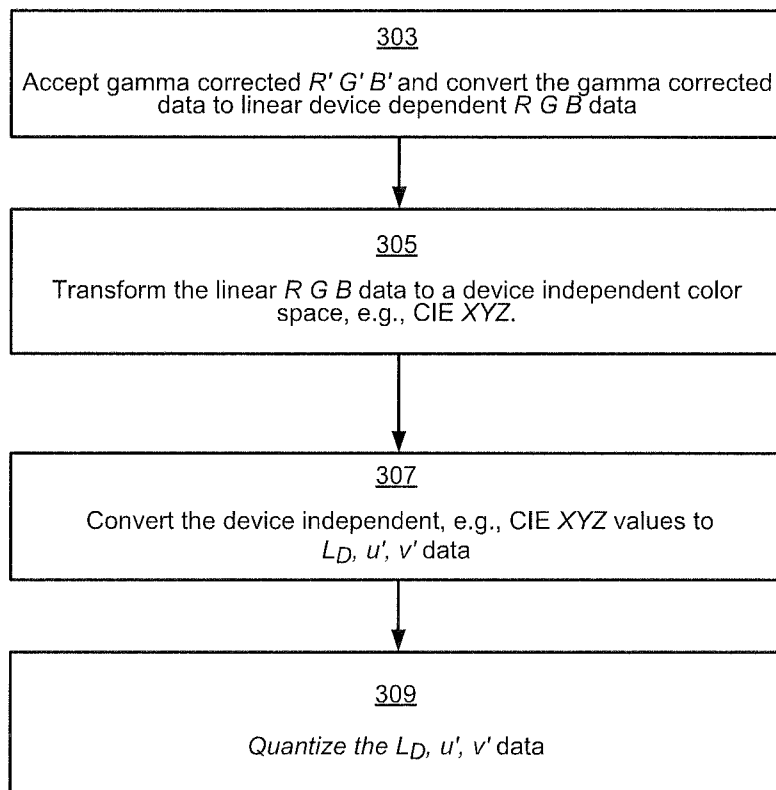 303
Accept gamma corrected R' G' B' and convert the gamma corrected
data to linear device dependent R G B data
305
Transform the linear R G B data to a device independent color
space, e.g., CIE XYZ.
307
Convert the device independent, e.g., CIE XYZ values to
L_D, u', v' data
309
Quantize the L_D, u', v' data